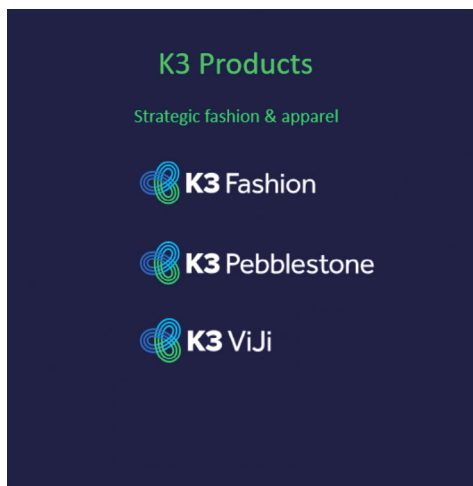 K3 Products
Strategic fashion & apparel
K3 Fashion
K3 Pebblestone
K3 ViJi